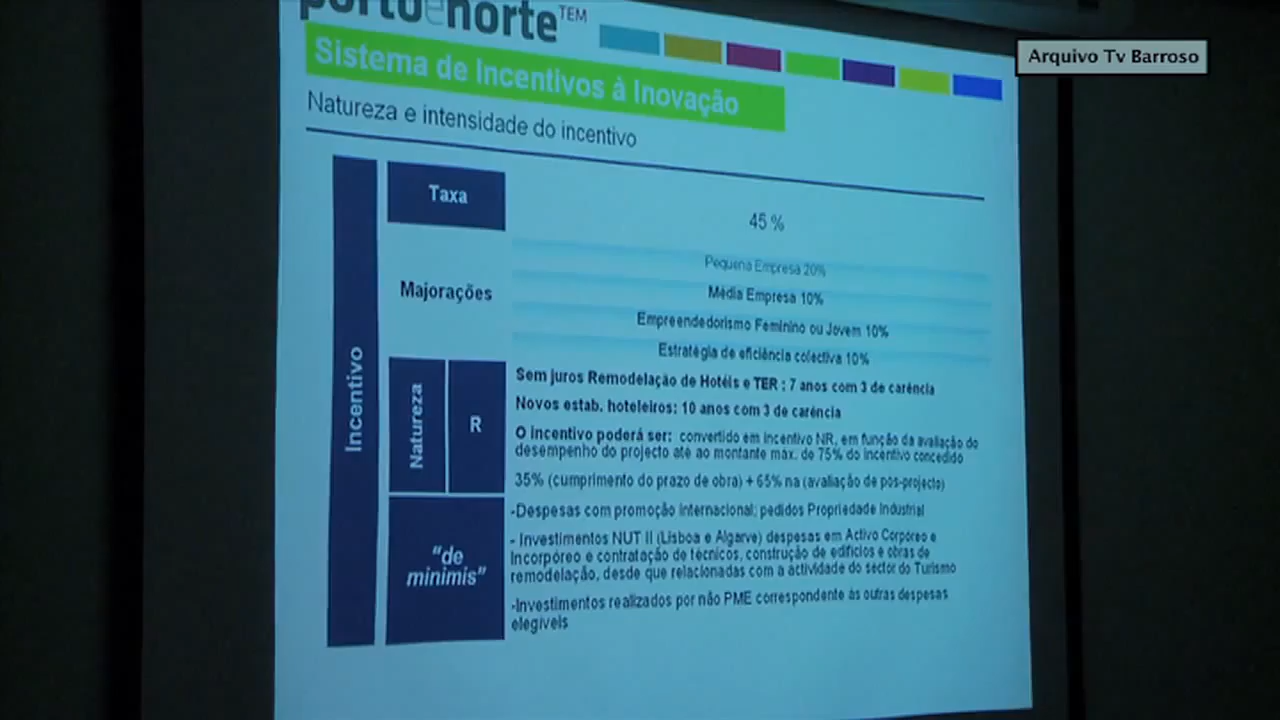 portoenorte TEM
Arquivo Tv Barroso
Sistema de Incentivos à Inovação
Natureza e intensidade do incentivo
Incentivo
Taxa
45 %
Majorações
Pequena Empresa 20%
Média Empresa 10%
Empreendedorismo Feminino ou Jovem 10%
Estratégia de eficiência colectiva 10%
Natureza
R
Sem juros Remodelação de Hotéis e TER : 7 anos com 3 de carência
Novos estab. hoteleiros: 10 anos com 3 de carência
O incentivo poderá ser: convertido em incentivo NR, em função da avaliação do
desempenho do projecto até ao montante máx. de 75% do incentivo concedido
35% (cumprimento do prazo de obra) + 65% na (avaliação de pós-projecto)
"de
minimis"
-Despesas com promoção internacional; pedidos Propriedade Industrial
- Investimentos NUT II (Lisboa e Algarve) despesas em Activo Corpóreo e
Incorpóreo e contratação de técnicos, construção de edifícios e obras de
remodelação, desde que relacionadas com a actividade do sector do Turismo
-Investimentos realizados por não PME correspondente às outras despesas
elegíveis